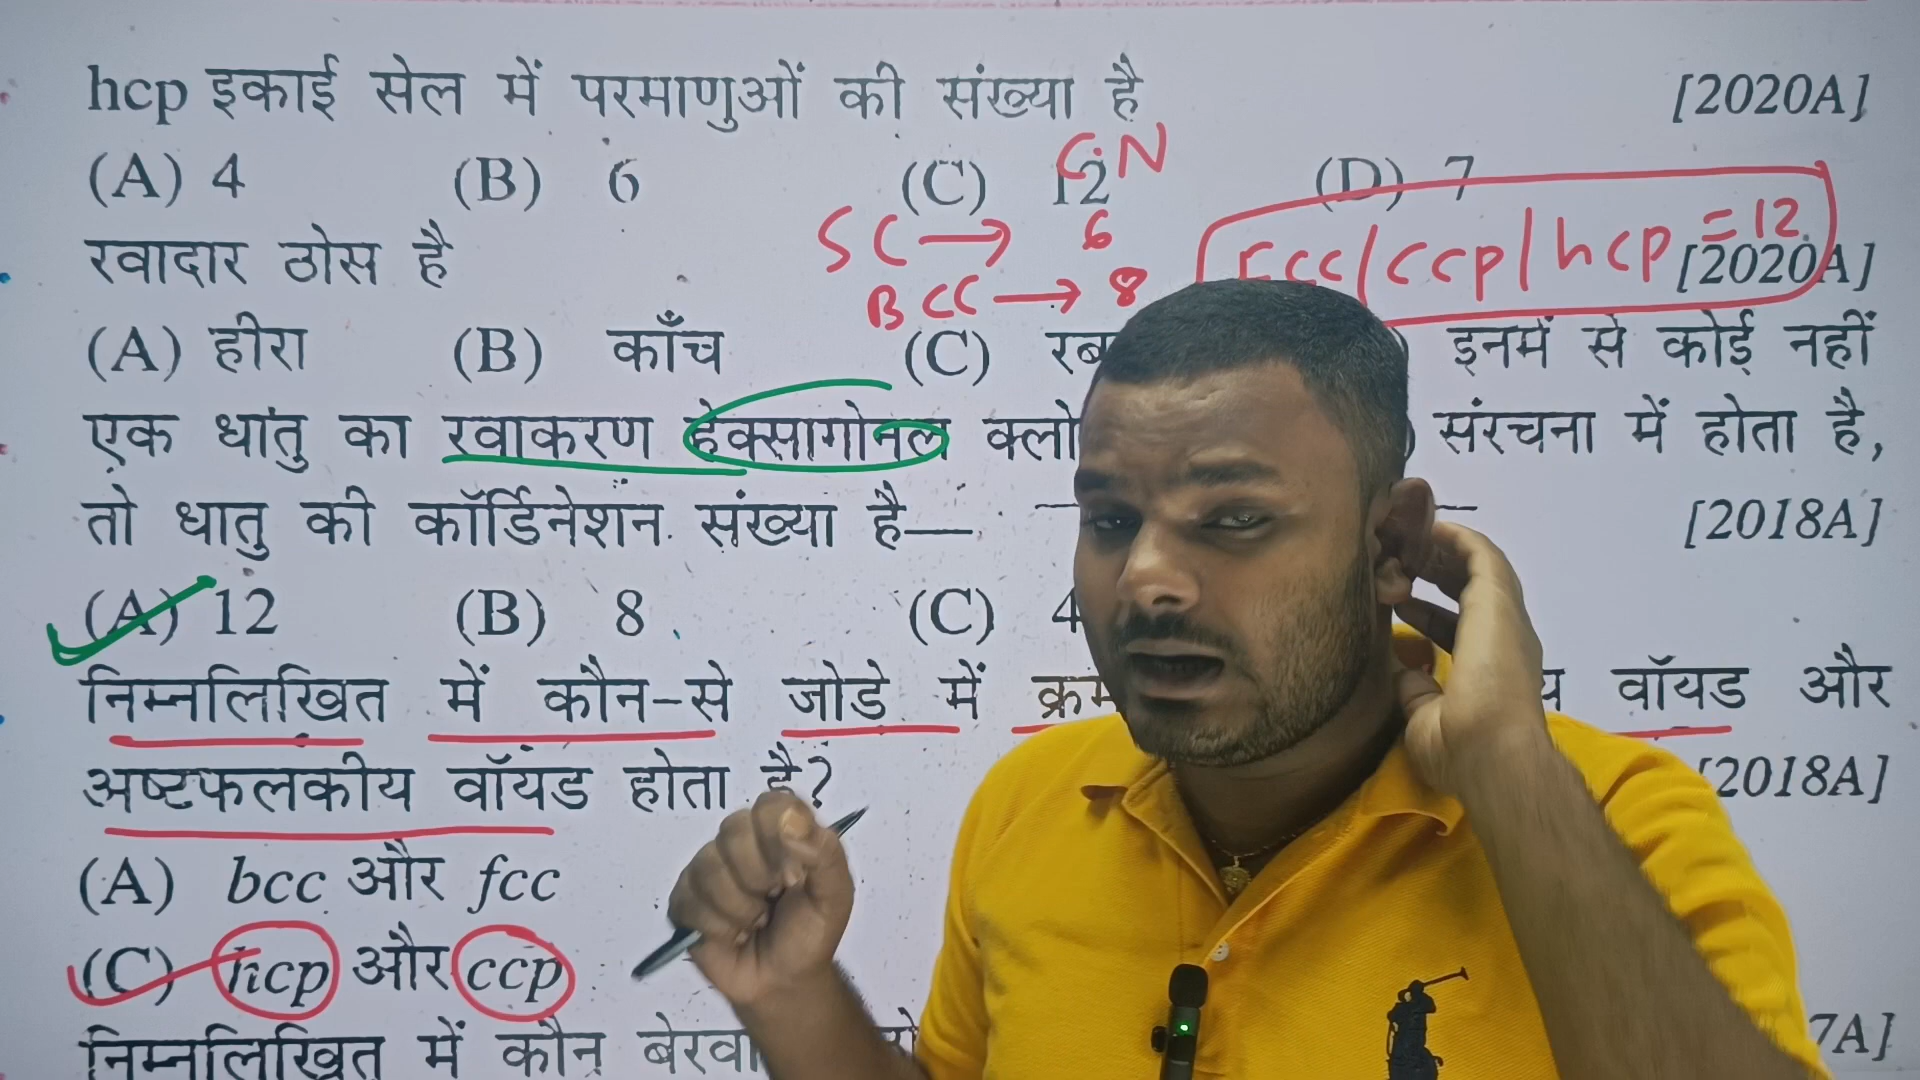 hcp इकाई सेल में परमाणुओं की संख्या है [2020A]
C.N
(A) 4 (B) 6 (C) 12 (D) 7
SC → 6
FCC/CCP/hcp = 12
रवादार ठोस है [2020A]
BCC → 8
(A) हीरा (B) काँच (C) इनमें से कोई नहीं
एक धातु का रवाकरण हेक्सागोनल संरचना में होता है,
तो धातु की कॉर्डिनेशन संख्या है— [2018A]
(A) 12 (B) 8 (C) 4
निम्नलिखित में कौन-से जोडे में वॉयड और
अष्टफलकीय वॉयड होता है? [2018A]
(A) bcc और fcc
(C) hcp और ccp
निम्नलिखित में कौन